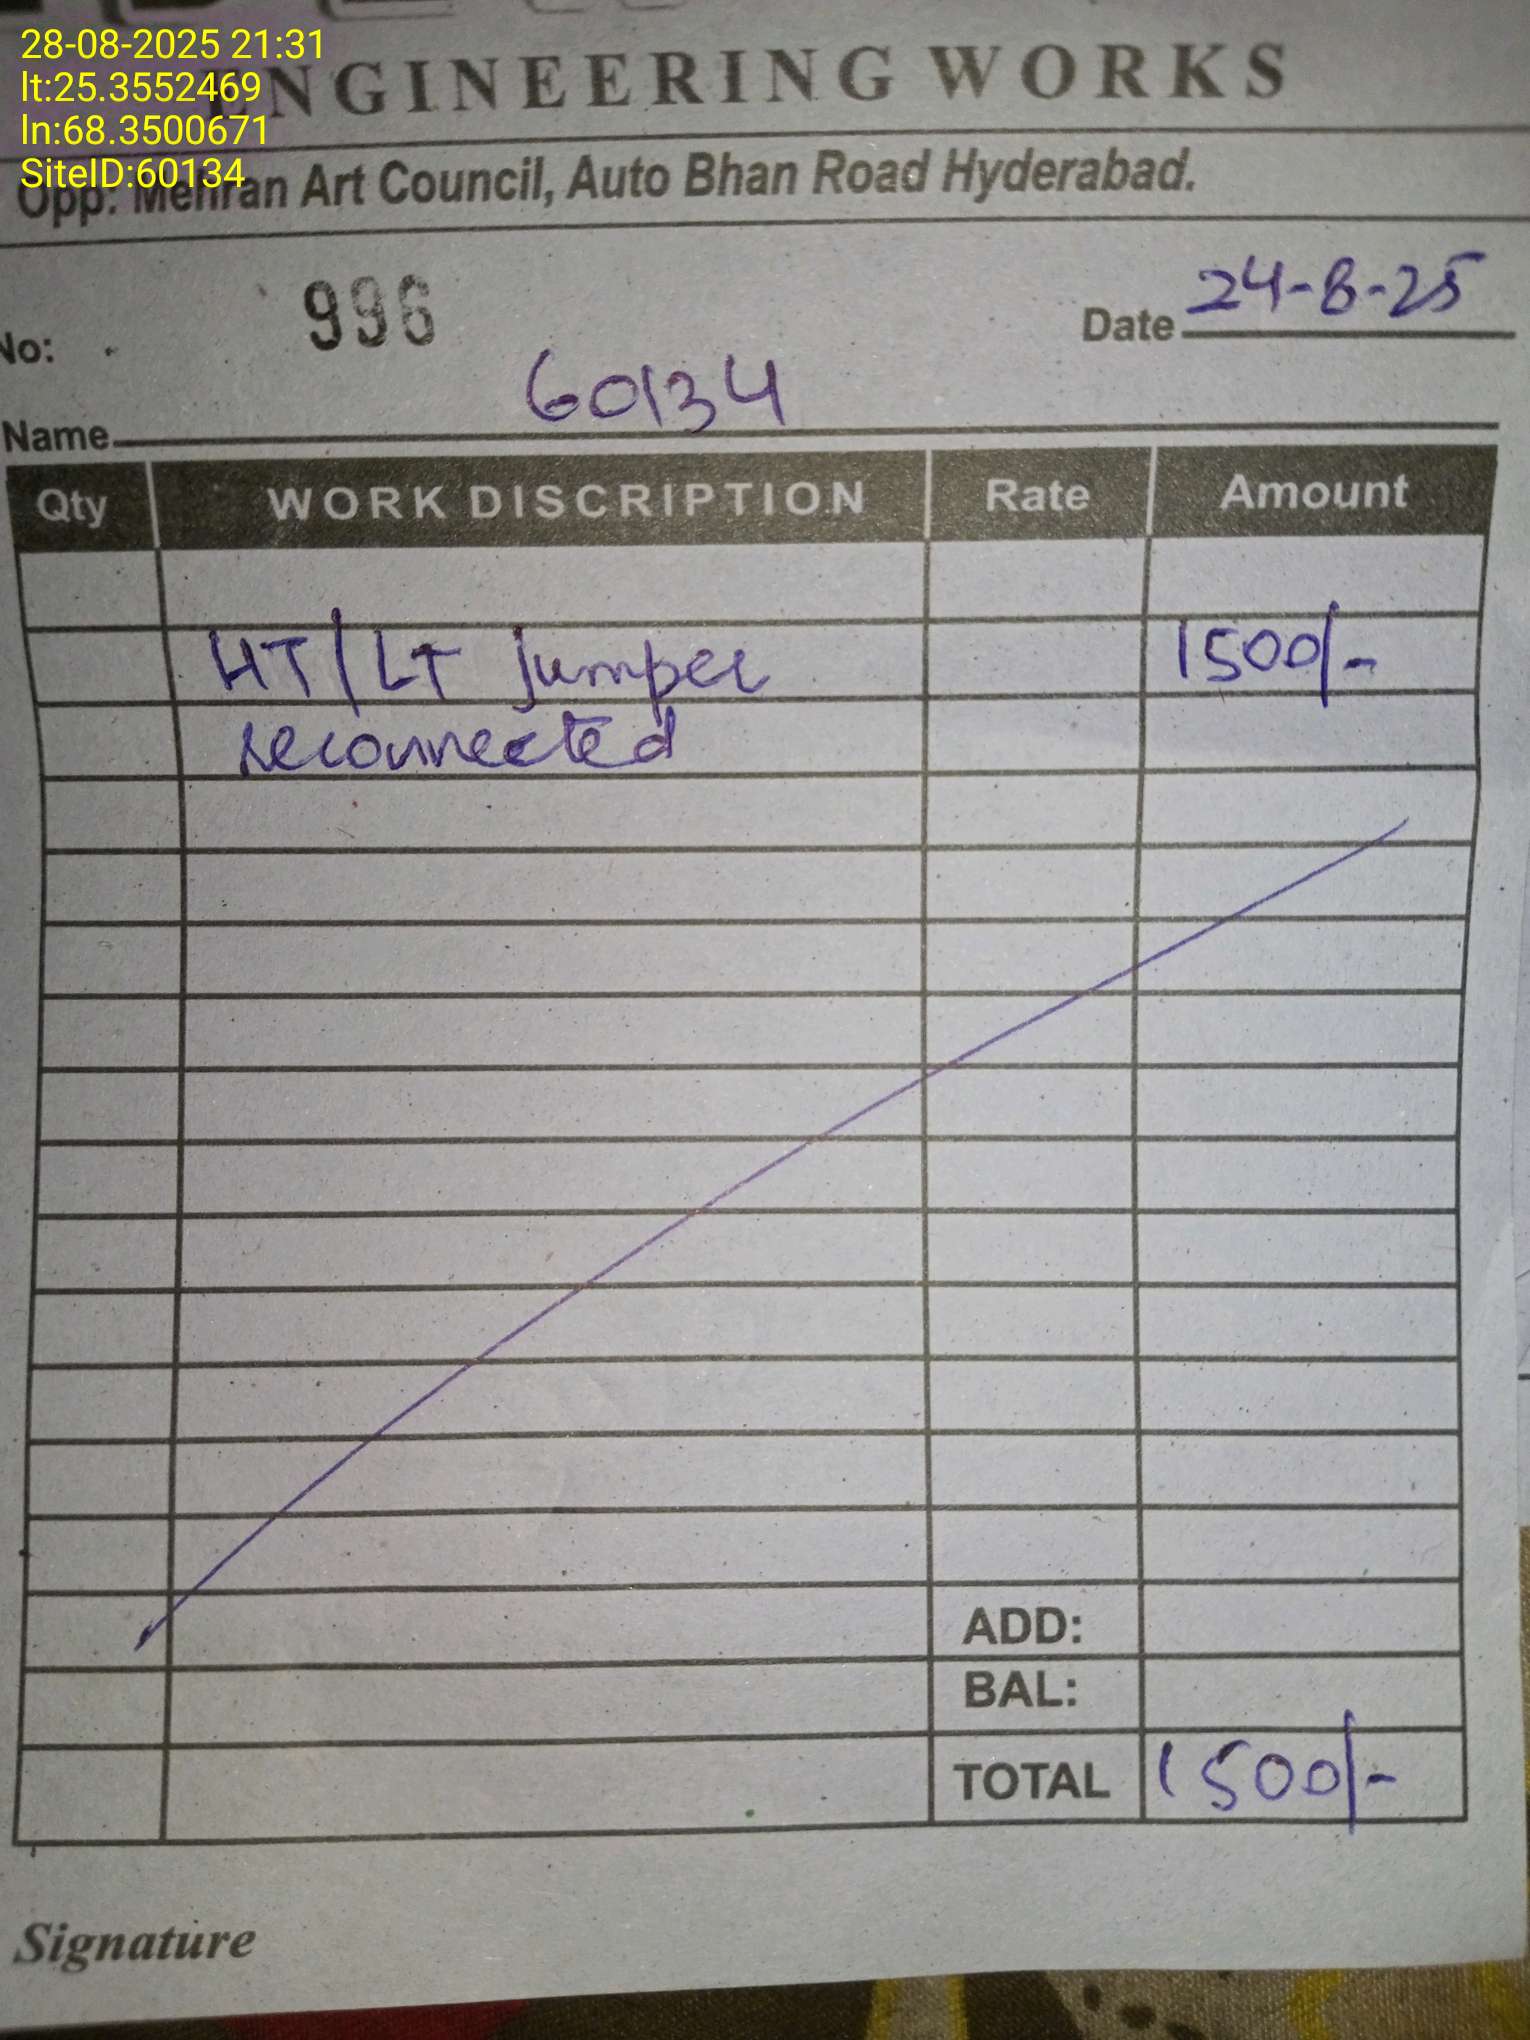 28-08-2025 21:31
lt:25.3552469
ln:68.3500671
SiteID:60134
ENGINEERING WORKS
Opp: Mehran Art Council, Auto Bhan Road Hyderabad.
No: 996
Date 24-8-25
Name 60134
Qty WORK DISCRIPTION Rate Amount
HT/LT jumper 1500/-
reconnected
ADD:
BAL:
TOTAL 1500/-
Signature